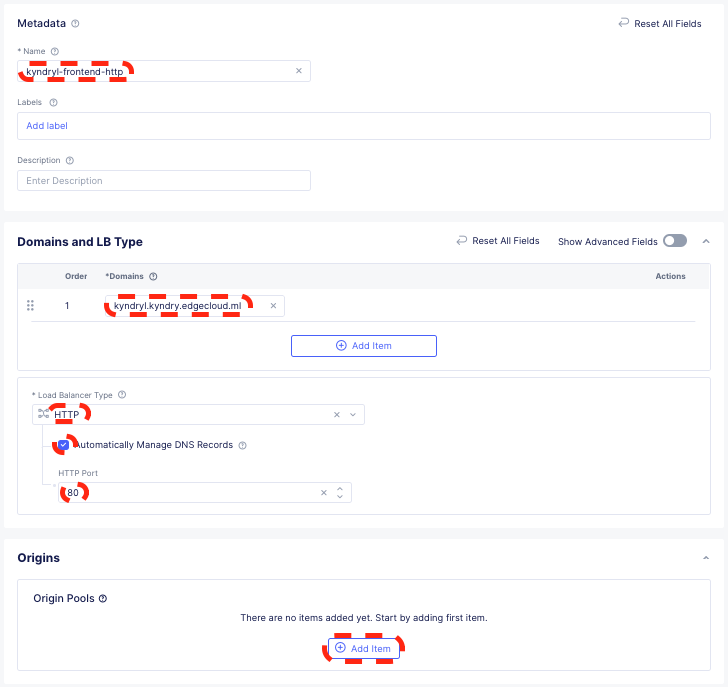 Metadata
Reset All Fields
* Name
kyndryl-frontend-http
Labels
Add label
Description
Enter Description
Domains and LB Type
Reset All Fields
Show Advanced Fields
Order *Domains Actions
1 kyndryl.kyndry.edgecloud.ml
Add Item
* Load Balancer Type
HTTP
Automatically Manage DNS Records
HTTP Port
80
Origins
Origin Pools
There are no items added yet. Start by adding first item.
Add Item